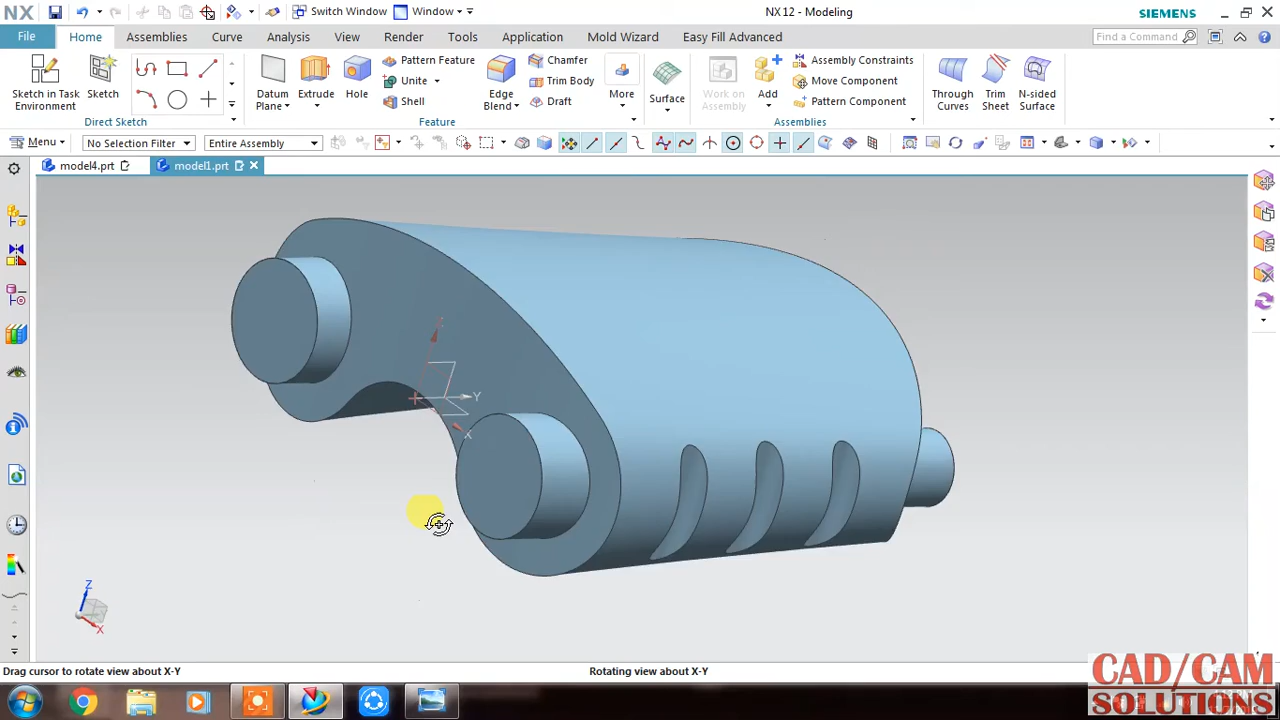 NX
Switch Window
Window
NX 12 - Modeling
SIEMENS
File
Home
Assemblies
Curve
Analysis
View
Render
Tools
Application
Mold Wizard
Easy Fill Advanced
Find a Command
Sketch in Task
Environment
Sketch
Direct Sketch
Datum
Plane
Extrude
Hole
Pattern Feature
Unite
Shell
Edge
Blend
Chamfer
Trim Body
Draft
More
Feature
Surface
Work on
Assembly
Add
Assembly Constraints
Move Component
Pattern Component
Assemblies
Through
Curves
Trim
Sheet
N-sided
Surface
Menu
No Selection Filter
Entire Assembly
model4.prt
model1.prt
Z
Y
X
Z
X
Drag cursor to rotate view about X-Y
Rotating view about X-Y
CAD/CAM
SOLUTIONS